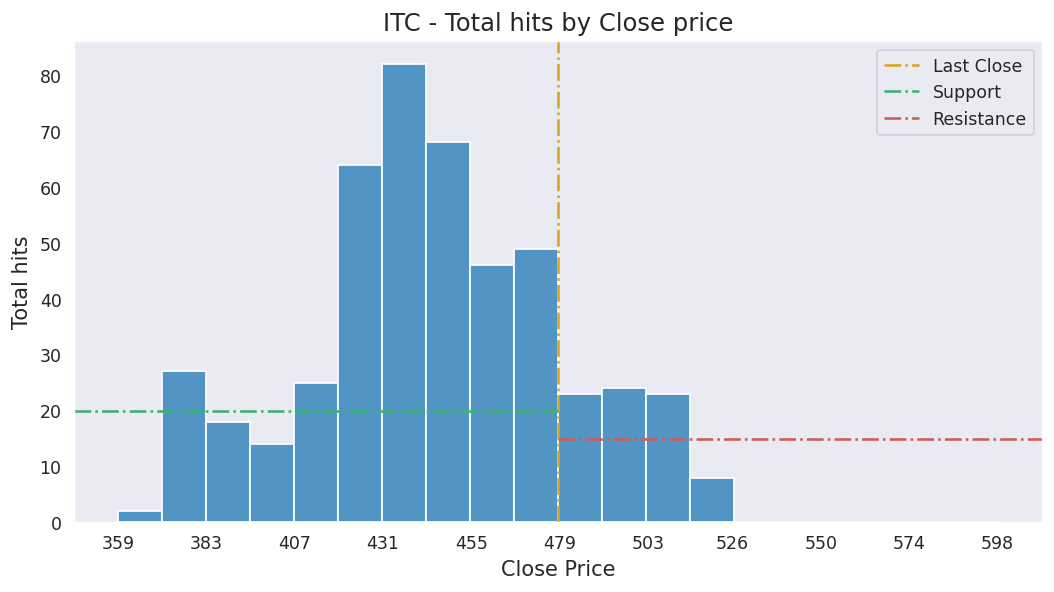 ITC - Total hits by Close price
Last Close
Support
Resistance
Total hits
80
70
60
50
40
30
20
10
0
359 383 407 431 455 479 503 526 550 574 598
Close Price